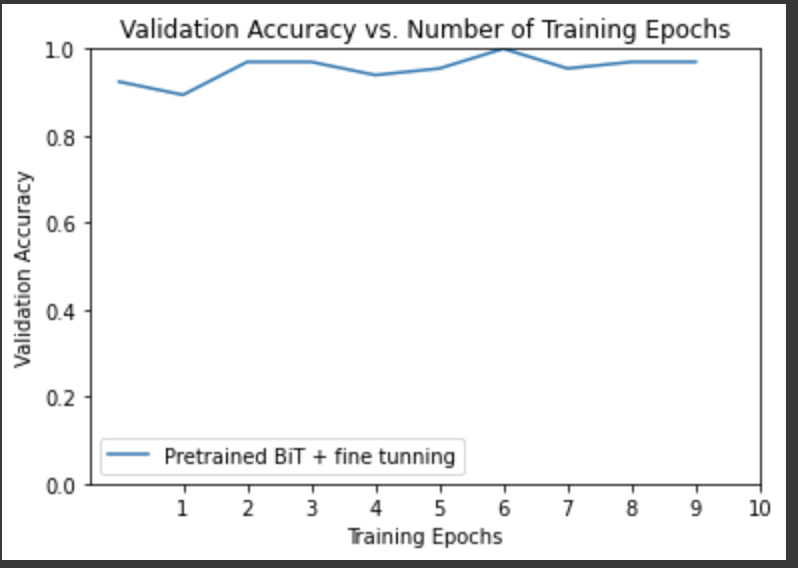 Validation Accuracy vs. Number of Training Epochs
1.0
0.8
0.6
0.4
0.2
0.0
Validation Accuracy
Pretrained BiT + fine tunning
1 2 3 4 5 6 7 8 9 10
Training Epochs